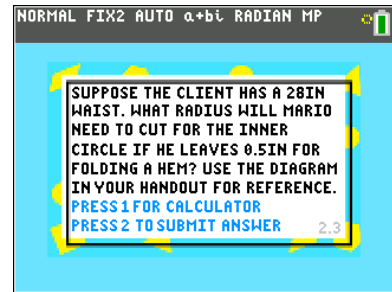 NORMAL FIX2 AUTO a+bi RADIAN MP
SUPPOSE THE CLIENT HAS A 28IN
WAIST. WHAT RADIUS WILL MARIO
NEED TO CUT FOR THE INNER
CIRCLE IF HE LEAVES 0.5IN FOR
FOLDING A HEM? USE THE DIAGRAM
IN YOUR HANDOUT FOR REFERENCE.
PRESS 1 FOR CALCULATOR
PRESS 2 TO SUBMIT ANSWER 2.3